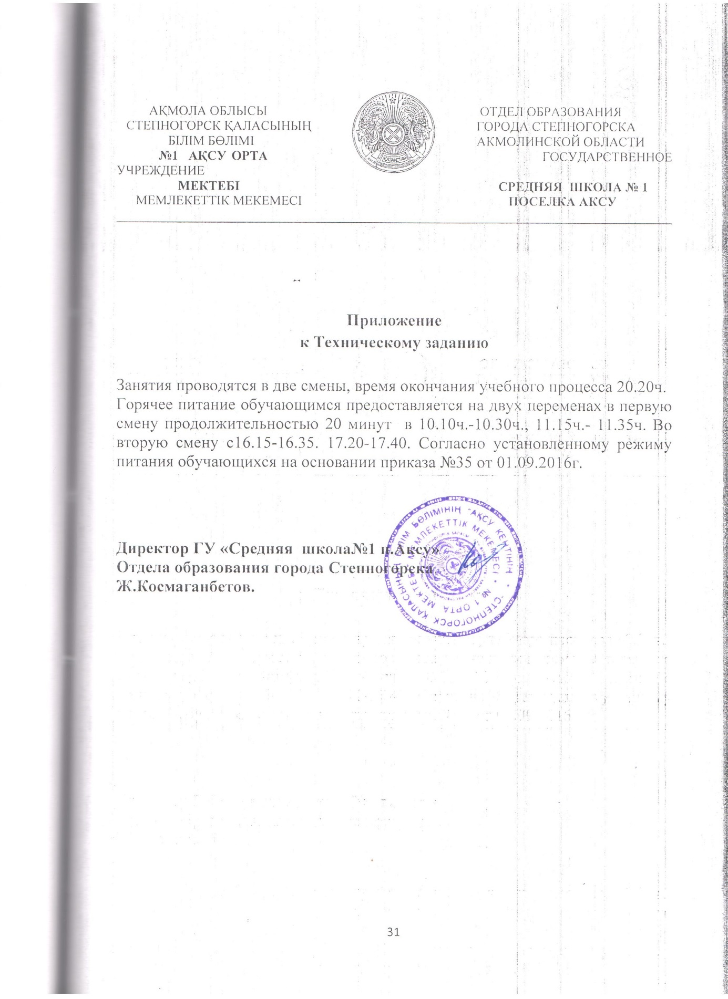 АҚМОЛА ОБЛЫСЫ
СТЕПНОГОРСК ҚАЛАСЫНЫҢ
БІЛІМ БӨЛІМІ
№1 АҚСУ ОРТА
УЧРЕЖДЕНИЕ
МЕКТЕБІ
МЕМЛЕКЕТТІК МЕКЕМЕСІ
ҚАЗАҚСТАН
ОТДЕЛ ОБРАЗОВАНИЯ
ГОРОДА СТЕПНОГОРСКА
АКМОЛИНСКОЙ ОБЛАСТИ
ГОСУДАРСТВЕННОЕ
СРЕДНЯЯ ШКОЛА № 1
ПОСЕЛКА АКСУ
Приложение
к Техническому заданию
Занятия проводятся в две смены, время окончания учебного процесса 20.20ч.
Горячее питание обучающимся предоставляется на двух переменах в первую
смену продолжительностью 20 минут в 10.10ч.-10.30ч., 11.15ч.- 11.35ч. Во
вторую смену с16.15-16.35. 17.20-17.40. Согласно установленному режиму
питания обучающихся на основании приказа №35 от 01.09.2016г.
Директор ГУ «Средняя школа№1 п.Аксу»
Отдела образования города Степногорска
Ж.Космаганбетов.
"СТЕПНОГОРСК ҚАЛАСЫНЫҢ БІЛІМ БӨЛІМІНІҢ "АҚСУ КЕНТІНІҢ
№ 1 ОРТА МЕКТЕБІ" МЕМЛЕКЕТТІК МЕКЕМЕСІ
31